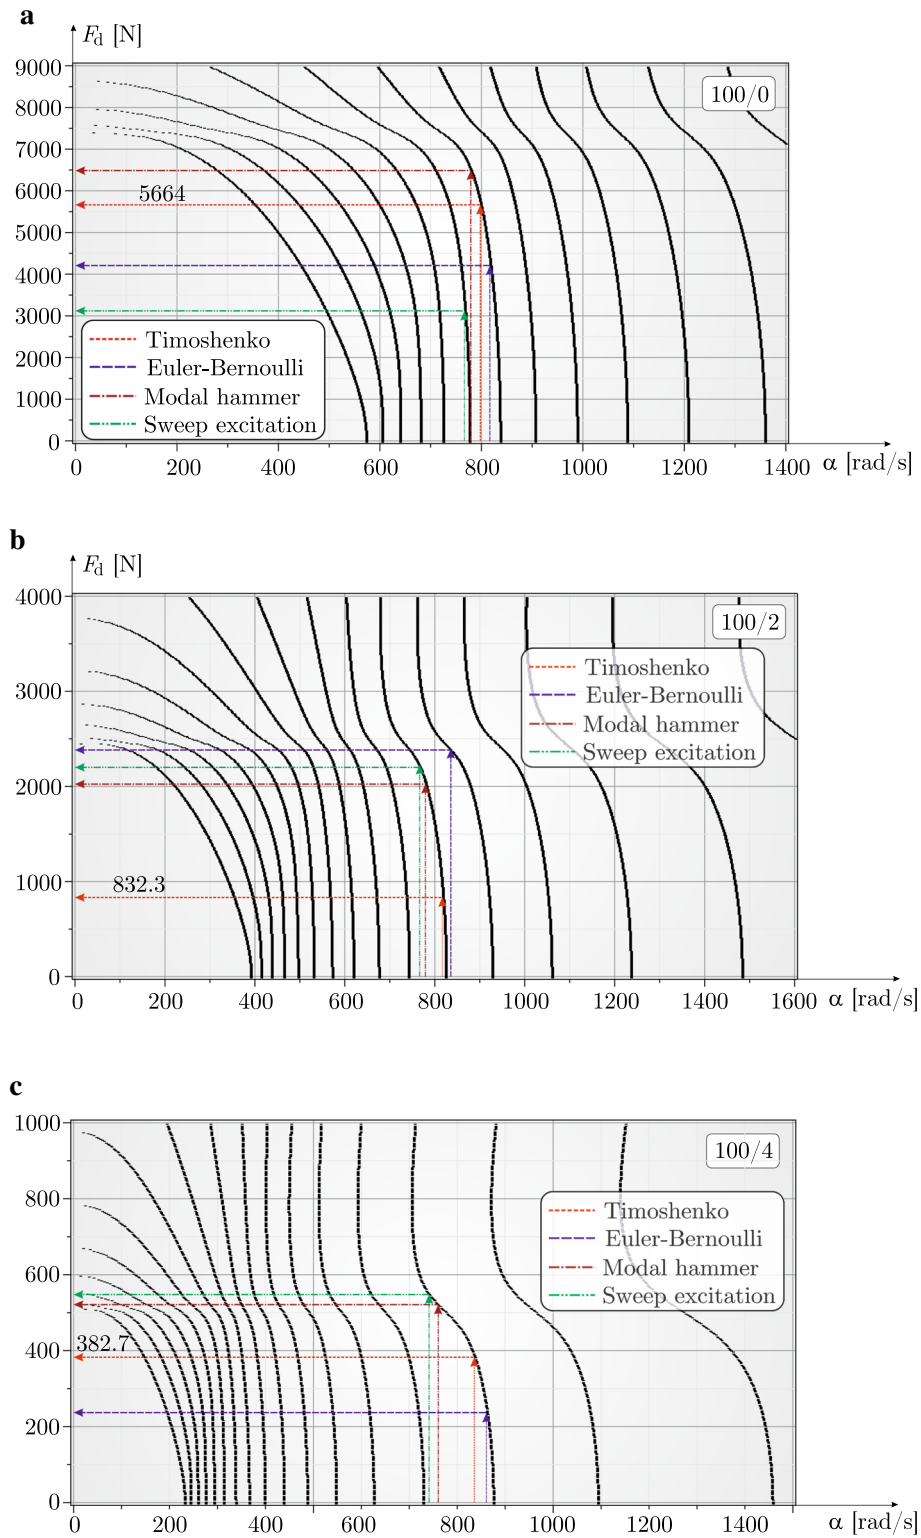 a
F_d [N]
9000
100/0
8000
7000
6000
5664
5000
4000
3000
Timoshenko
2000
Euler-Bernoulli
1000
Modal hammer
Sweep excitation
0
0 200 400 600 800 1000 1200 1400 α [rad/s]
b
F_d [N]
4000
100/2
Timoshenko
3000
Euler-Bernoulli
Modal hammer
Sweep excitation
2000
1000
832.3
0
0 200 400 600 800 1000 1200 1400 1600 α [rad/s]
c
1000
100/4
800
Timoshenko
Euler-Bernoulli
600
Modal hammer
Sweep excitation
400
382.7
200
0
0 200 400 600 800 1000 1200 1400 α [rad/s]